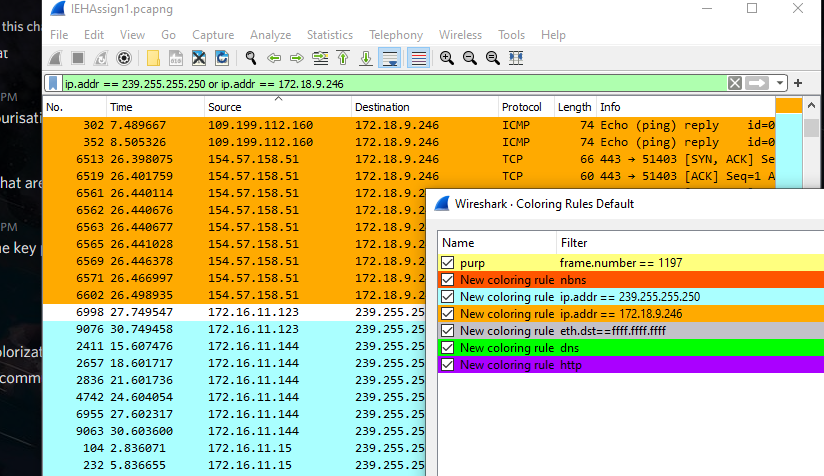 this cha
at
PM
ourisati
hat are
PM
e key p
olorizat
comm
IEHAssign1.pcapng
File Edit View Go Capture Analyze Statistics Telephony Wireless Tools Help
ip.addr == 239.255.255.250 or ip.addr == 172.18.9.246
No. Time Source Destination Protocol Length Info
302 7.489667 109.199.112.160 172.18.9.246 ICMP 74 Echo (ping) reply id=0
352 8.505326 109.199.112.160 172.18.9.246 ICMP 74 Echo (ping) reply id=0
6513 26.398075 154.57.158.51 172.18.9.246 TCP 66 443 → 51403 [SYN, ACK] Se
6519 26.401759 154.57.158.51 172.18.9.246 TCP 60 443 → 51403 [ACK] Seq=1 A
6561 26.440114 154.57.158.51 172.18.9.2
6562 26.440676 154.57.158.51 172.18.9.2
6563 26.440677 154.57.158.51 172.18.9.2
6565 26.441028 154.57.158.51 172.18.9.2
6569 26.446378 154.57.158.51 172.18.9.2
6571 26.466997 154.57.158.51 172.18.9.2
6602 26.498935 154.57.158.51 172.18.9.2
6998 27.749547 172.16.11.123 239.255.25
9076 30.749458 172.16.11.123 239.255.25
2411 15.607476 172.16.11.144 239.255.25
2657 18.601717 172.16.11.144 239.255.25
2836 21.601736 172.16.11.144 239.255.25
4742 24.604054 172.16.11.144 239.255.25
6955 27.602317 172.16.11.144 239.255.25
9063 30.603600 172.16.11.144 239.255.25
104 2.836071 172.16.11.15 239.255.25
232 5.836655 172.16.11.15 239.255.25
Wireshark · Coloring Rules Default
Name Filter
purp frame.number == 1197
New coloring rule nbns
New coloring rule ip.addr == 239.255.255.250
New coloring rule ip.addr == 172.18.9.246
New coloring rule eth.dst==ffff.ffff.ffff
New coloring rule dns
New coloring rule http